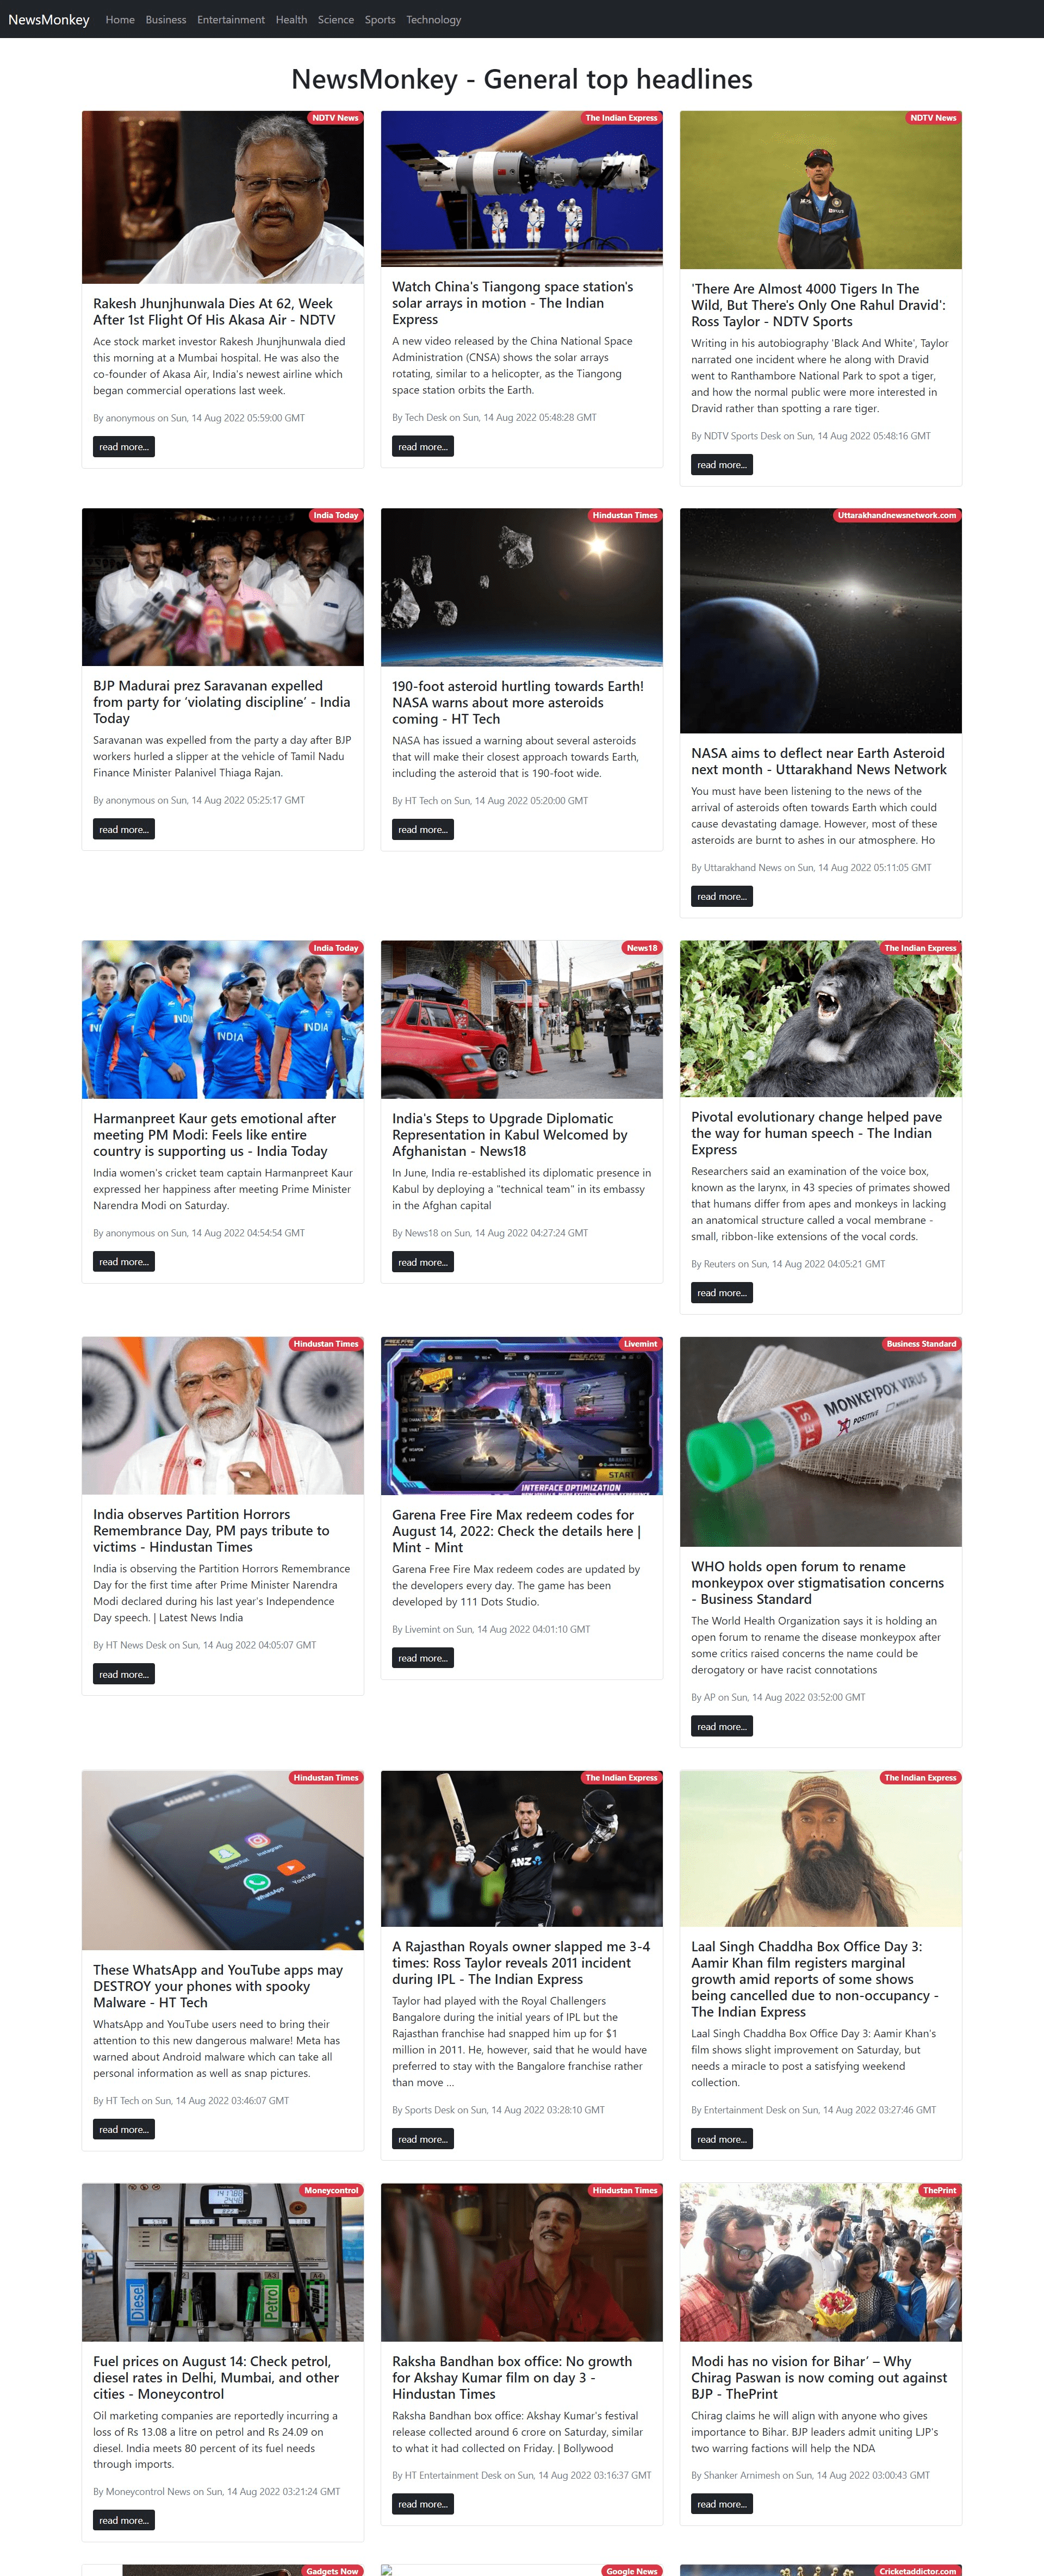 NewsMonkey Home Business Entertainment Health Science Sports Technology
NewsMonkey - General top headlines
NDTV News
Rakesh Jhunjhunwala Dies At 62, Week
After 1st Flight Of His Akasa Air - NDTV
Ace stock market investor Rakesh Jhunjhunwala died
this morning at a Mumbai hospital. He was also the
co-founder of Akasa Air, India's newest airline which
began commercial operations last week.
By anonymous on Sun, 14 Aug 2022 05:59:00 GMT
read more...
The Indian Express
Watch China's Tiangong space station's
solar arrays in motion - The Indian
Express
A new video released by the China National Space
Administration (CNSA) shows the solar arrays
rotating, similar to a helicopter, as the Tiangong
space station orbits the Earth.
By Tech Desk on Sun, 14 Aug 2022 05:48:28 GMT
read more...
NDTV News
'There Are Almost 4000 Tigers In The
Wild, But There's Only One Rahul Dravid':
Ross Taylor - NDTV Sports
Writing in his autobiography 'Black And White', Taylor
narrated one incident where he along with Dravid
went to Ranthambore National Park to spot a tiger,
and how the normal public were more interested in
Dravid rather than spotting a rare tiger.
By NDTV Sports Desk on Sun, 14 Aug 2022 05:48:16 GMT
read more...
India Today
BJP Madurai prez Saravanan expelled
from party for ‘violating discipline’ - India
Today
Saravanan was expelled from the party a day after BJP
workers hurled a slipper at the vehicle of Tamil Nadu
Finance Minister Palanivel Thiaga Rajan.
By anonymous on Sun, 14 Aug 2022 05:25:17 GMT
read more...
Hindustan Times
190-foot asteroid hurtling towards Earth!
NASA warns about more asteroids
coming - HT Tech
NASA has issued a warning about several asteroids
that will make their closest approach towards Earth,
including the asteroid that is 190-foot wide.
By HT Tech on Sun, 14 Aug 2022 05:20:00 GMT
read more...
Uttarakhandnewsnetwork.com
NASA aims to deflect near Earth Asteroid
next month - Uttarakhand News Network
You must have been listening to the news of the
arrival of asteroids often towards Earth which could
cause devastating damage. However, most of these
asteroids are burnt to ashes in our atmosphere. Ho
By Uttarakhand News on Sun, 14 Aug 2022 05:11:05 GMT
read more...
India Today
INDIA
INDIA
INDIA
Harmanpreet Kaur gets emotional after
meeting PM Modi: Feels like entire
country is supporting us - India Today
India women's cricket team captain Harmanpreet Kaur
expressed her happiness after meeting Prime Minister
Narendra Modi on Saturday.
By anonymous on Sun, 14 Aug 2022 04:54:54 GMT
read more...
News18
India's Steps to Upgrade Diplomatic
Representation in Kabul Welcomed by
Afghanistan - News18
In June, India re-established its diplomatic presence in
Kabul by deploying a "technical team" in its embassy
in the Afghan capital
By News18 on Sun, 14 Aug 2022 04:27:24 GMT
read more...
The Indian Express
Pivotal evolutionary change helped pave
the way for human speech - The Indian
Express
Researchers said an examination of the voice box,
known as the larynx, in 43 species of primates showed
that humans differ from apes and monkeys in lacking
an anatomical structure called a vocal membrane -
small, ribbon-like extensions of the vocal cords.
By Reuters on Sun, 14 Aug 2022 04:05:21 GMT
read more...
Hindustan Times
India observes Partition Horrors
Remembrance Day, PM pays tribute to
victims - Hindustan Times
India is observing the Partition Horrors Remembrance
Day for the first time after Prime Minister Narendra
Modi declared during his last year's Independence
Day speech. | Latest News India
By HT News Desk on Sun, 14 Aug 2022 04:05:07 GMT
read more...
Livemint
START
INTERFACE OPTIMIZATION
Garena Free Fire Max redeem codes for
August 14, 2022: Check the details here |
Mint - Mint
Garena Free Fire Max redeem codes are updated by
the developers every day. The game has been
developed by 111 Dots Studio.
By Livemint on Sun, 14 Aug 2022 04:01:10 GMT
read more...
Business Standard
TEST
MONKEYPOX VIRUS
POSITIVE
WHO holds open forum to rename
monkeypox over stigmatisation concerns
- Business Standard
The World Health Organization says it is holding an
open forum to rename the disease monkeypox after
some critics raised concerns the name could be
derogatory or have racist connotations
By AP on Sun, 14 Aug 2022 03:52:00 GMT
read more...
Hindustan Times
SAMSUNG
Snapchat
Instagram
WhatsApp
YouTube
These WhatsApp and YouTube apps may
DESTROY your phones with spooky
Malware - HT Tech
WhatsApp and YouTube users need to bring their
attention to this new dangerous malware! Meta has
warned about Android malware which can take all
personal information as well as snap pictures.
By HT Tech on Sun, 14 Aug 2022 03:46:07 GMT
read more...
The Indian Express
ANZ
A Rajasthan Royals owner slapped me 3-4
times: Ross Taylor reveals 2011 incident
during IPL - The Indian Express
Taylor had played with the Royal Challengers
Bangalore during the initial years of IPL but the
Rajasthan franchise had snapped him up for $1
million in 2011. He, however, said that he would have
preferred to stay with the Bangalore franchise rather
than move ...
By Sports Desk on Sun, 14 Aug 2022 03:28:10 GMT
read more...
The Indian Express
Laal Singh Chaddha Box Office Day 3:
Aamir Khan film registers marginal
growth amid reports of some shows
being cancelled due to non-occupancy -
The Indian Express
Laal Singh Chaddha Box Office Day 3: Aamir Khan's
film shows slight improvement on Saturday, but
needs a miracle to post a satisfying weekend
collection.
By Entertainment Desk on Sun, 14 Aug 2022 03:27:46 GMT
read more...
Moneycontrol
Diesel
Petrol
Speed
Fuel prices on August 14: Check petrol,
diesel rates in Delhi, Mumbai, and other
cities - Moneycontrol
Oil marketing companies are reportedly incurring a
loss of Rs 13.08 a litre on petrol and Rs 24.09 on
diesel. India meets 80 percent of its fuel needs
through imports.
By Moneycontrol News on Sun, 14 Aug 2022 03:21:24 GMT
read more...
Hindustan Times
Raksha Bandhan box office: No growth
for Akshay Kumar film on day 3 -
Hindustan Times
Raksha Bandhan box office: Akshay Kumar's festival
release collected around 6 crore on Saturday, similar
to what it had collected on Friday. | Bollywood
By HT Entertainment Desk on Sun, 14 Aug 2022 03:16:37 GMT
read more...
ThePrint
Modi has no vision for Bihar’ – Why
Chirag Paswan is now coming out against
BJP - ThePrint
Chirag claims he will align with anyone who gives
importance to Bihar. BJP leaders admit uniting LJP's
two warring factions will help the NDA
By Shanker Arnimesh on Sun, 14 Aug 2022 03:00:43 GMT
read more...
Gadgets Now
Google News
Cricketaddictor.com